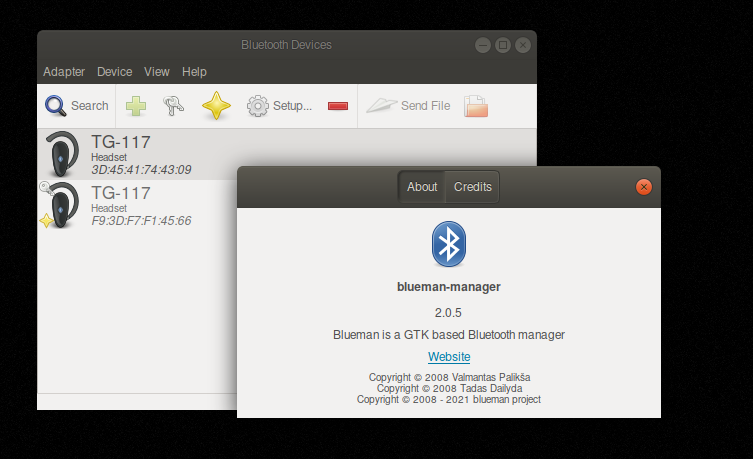 Bluetooth Devices
Adapter Device View Help
Search Setup... Send File
TG-117
Headset
3D:45:41:74:43:09
TG-117
Headset
F9:3D:F7:F1:45:66
About Credits
blueman-manager
2.0.5
Blueman is a GTK based Bluetooth manager
Website
Copyright © 2008 Valmantas Palikša
Copyright © 2008 Tadas Dailyda
Copyright © 2008 - 2021 blueman project